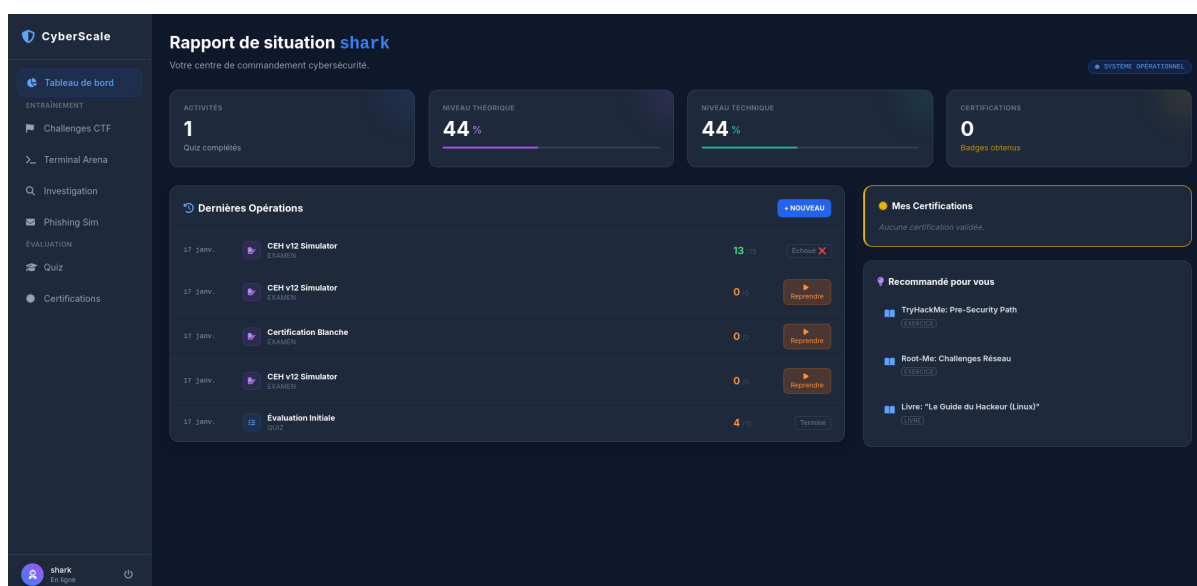 CyberScale
Tableau de bord
ENTRAÎNEMENT
Challenges CTF
Terminal Arena
Investigation
Phishing Sim
ÉVALUATION
Quiz
Certifications
shark
En ligne
Rapport de situation shark
Votre centre de commandement cybersécurité.
SYSTÈME OPÉRATIONNEL
ACTIVITÉS
1
Quiz complétés
NIVEAU THÉORIQUE
44 %
NIVEAU TECHNIQUE
44 %
CERTIFICATIONS
0
Badges obtenus
Dernières Opérations
+ NOUVEAU
17 janv.
CEH v12 Simulator
EXAMEN
13 /75
Échoué ❌
17 janv.
CEH v12 Simulator
EXAMEN
0 /0
Reprendre
17 janv.
Certification Blanche
EXAMEN
0 /0
Reprendre
17 janv.
CEH v12 Simulator
EXAMEN
0 /0
Reprendre
17 janv.
Évaluation Initiale
QUIZ
4 /10
Terminé
Mes Certifications
Aucune certification validée.
Recommandé pour vous
TryHackMe: Pre-Security Path
EXERCICE
Root-Me: Challenges Réseau
EXERCICE
Livre: "Le Guide du Hackeur (Linux)"
LIVRE